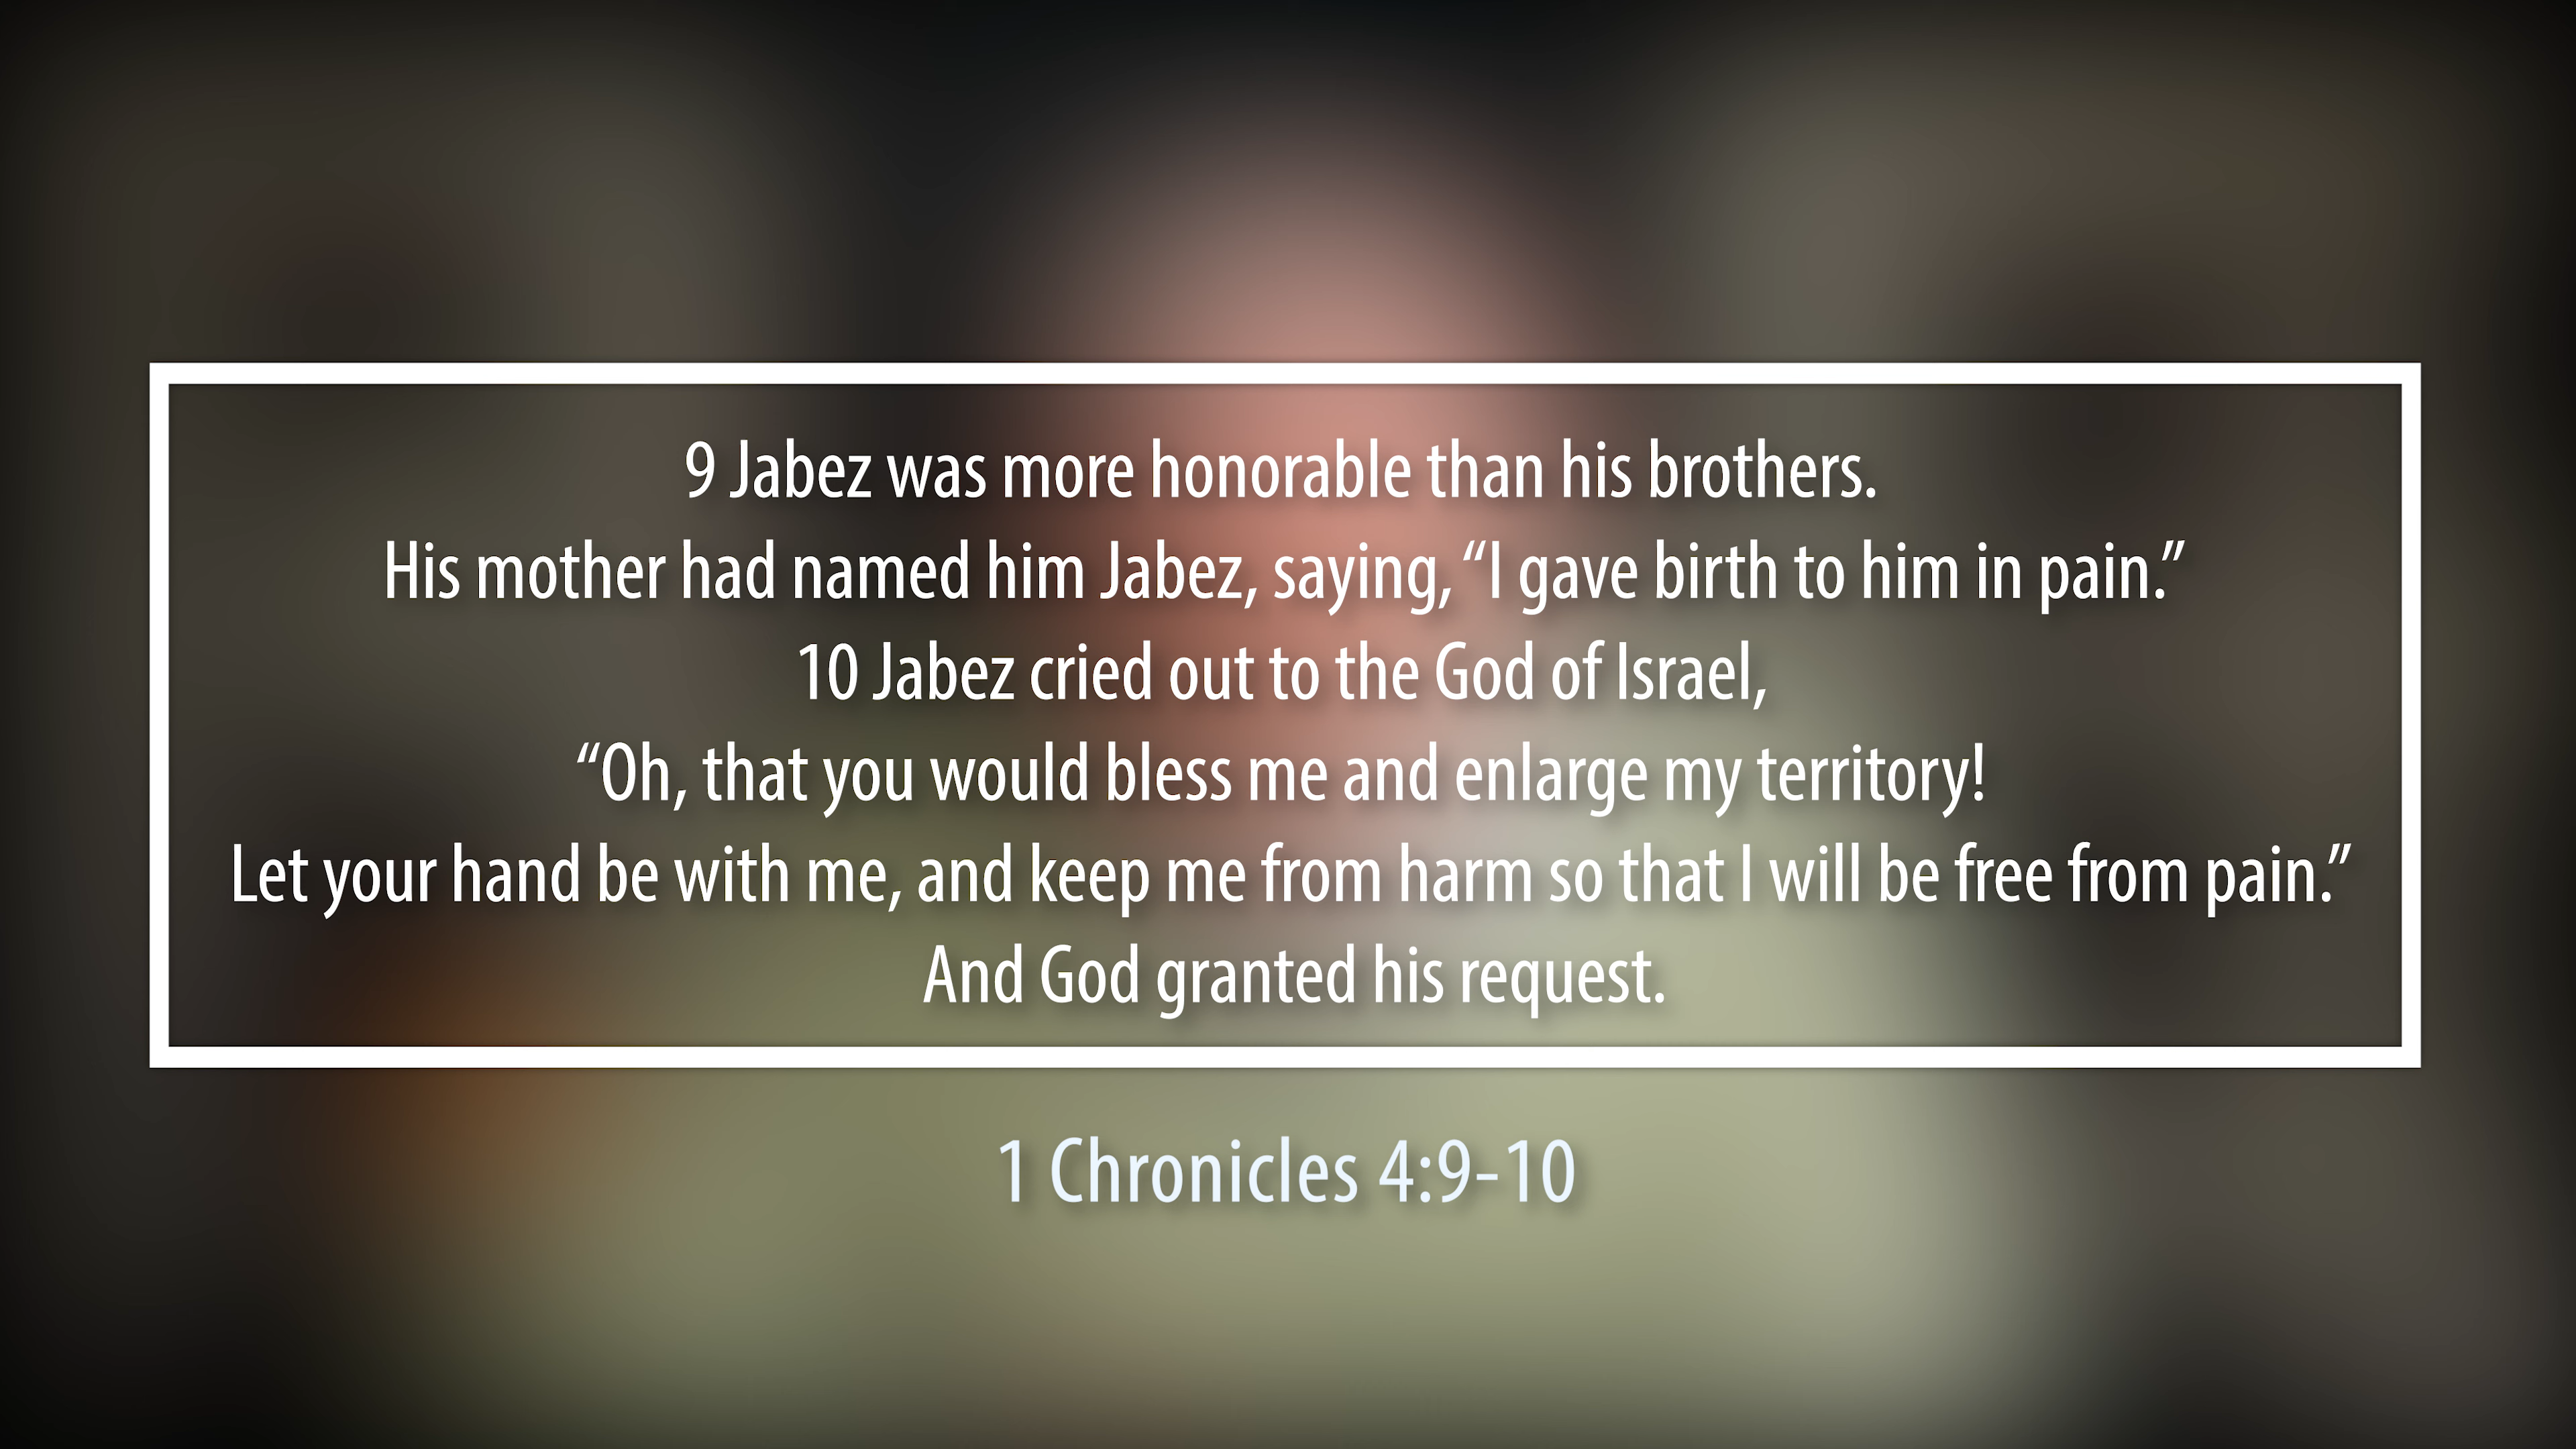 9 Jabez was more honorable than his brothers.
His mother had named him Jabez, saying, “I gave birth to him in pain.”
10 Jabez cried out to the God of Israel,
“Oh, that you would bless me and enlarge my territory!
Let your hand be with me, and keep me from harm so that I will be free from pain.”
And God granted his request.
1 Chronicles 4:9-10